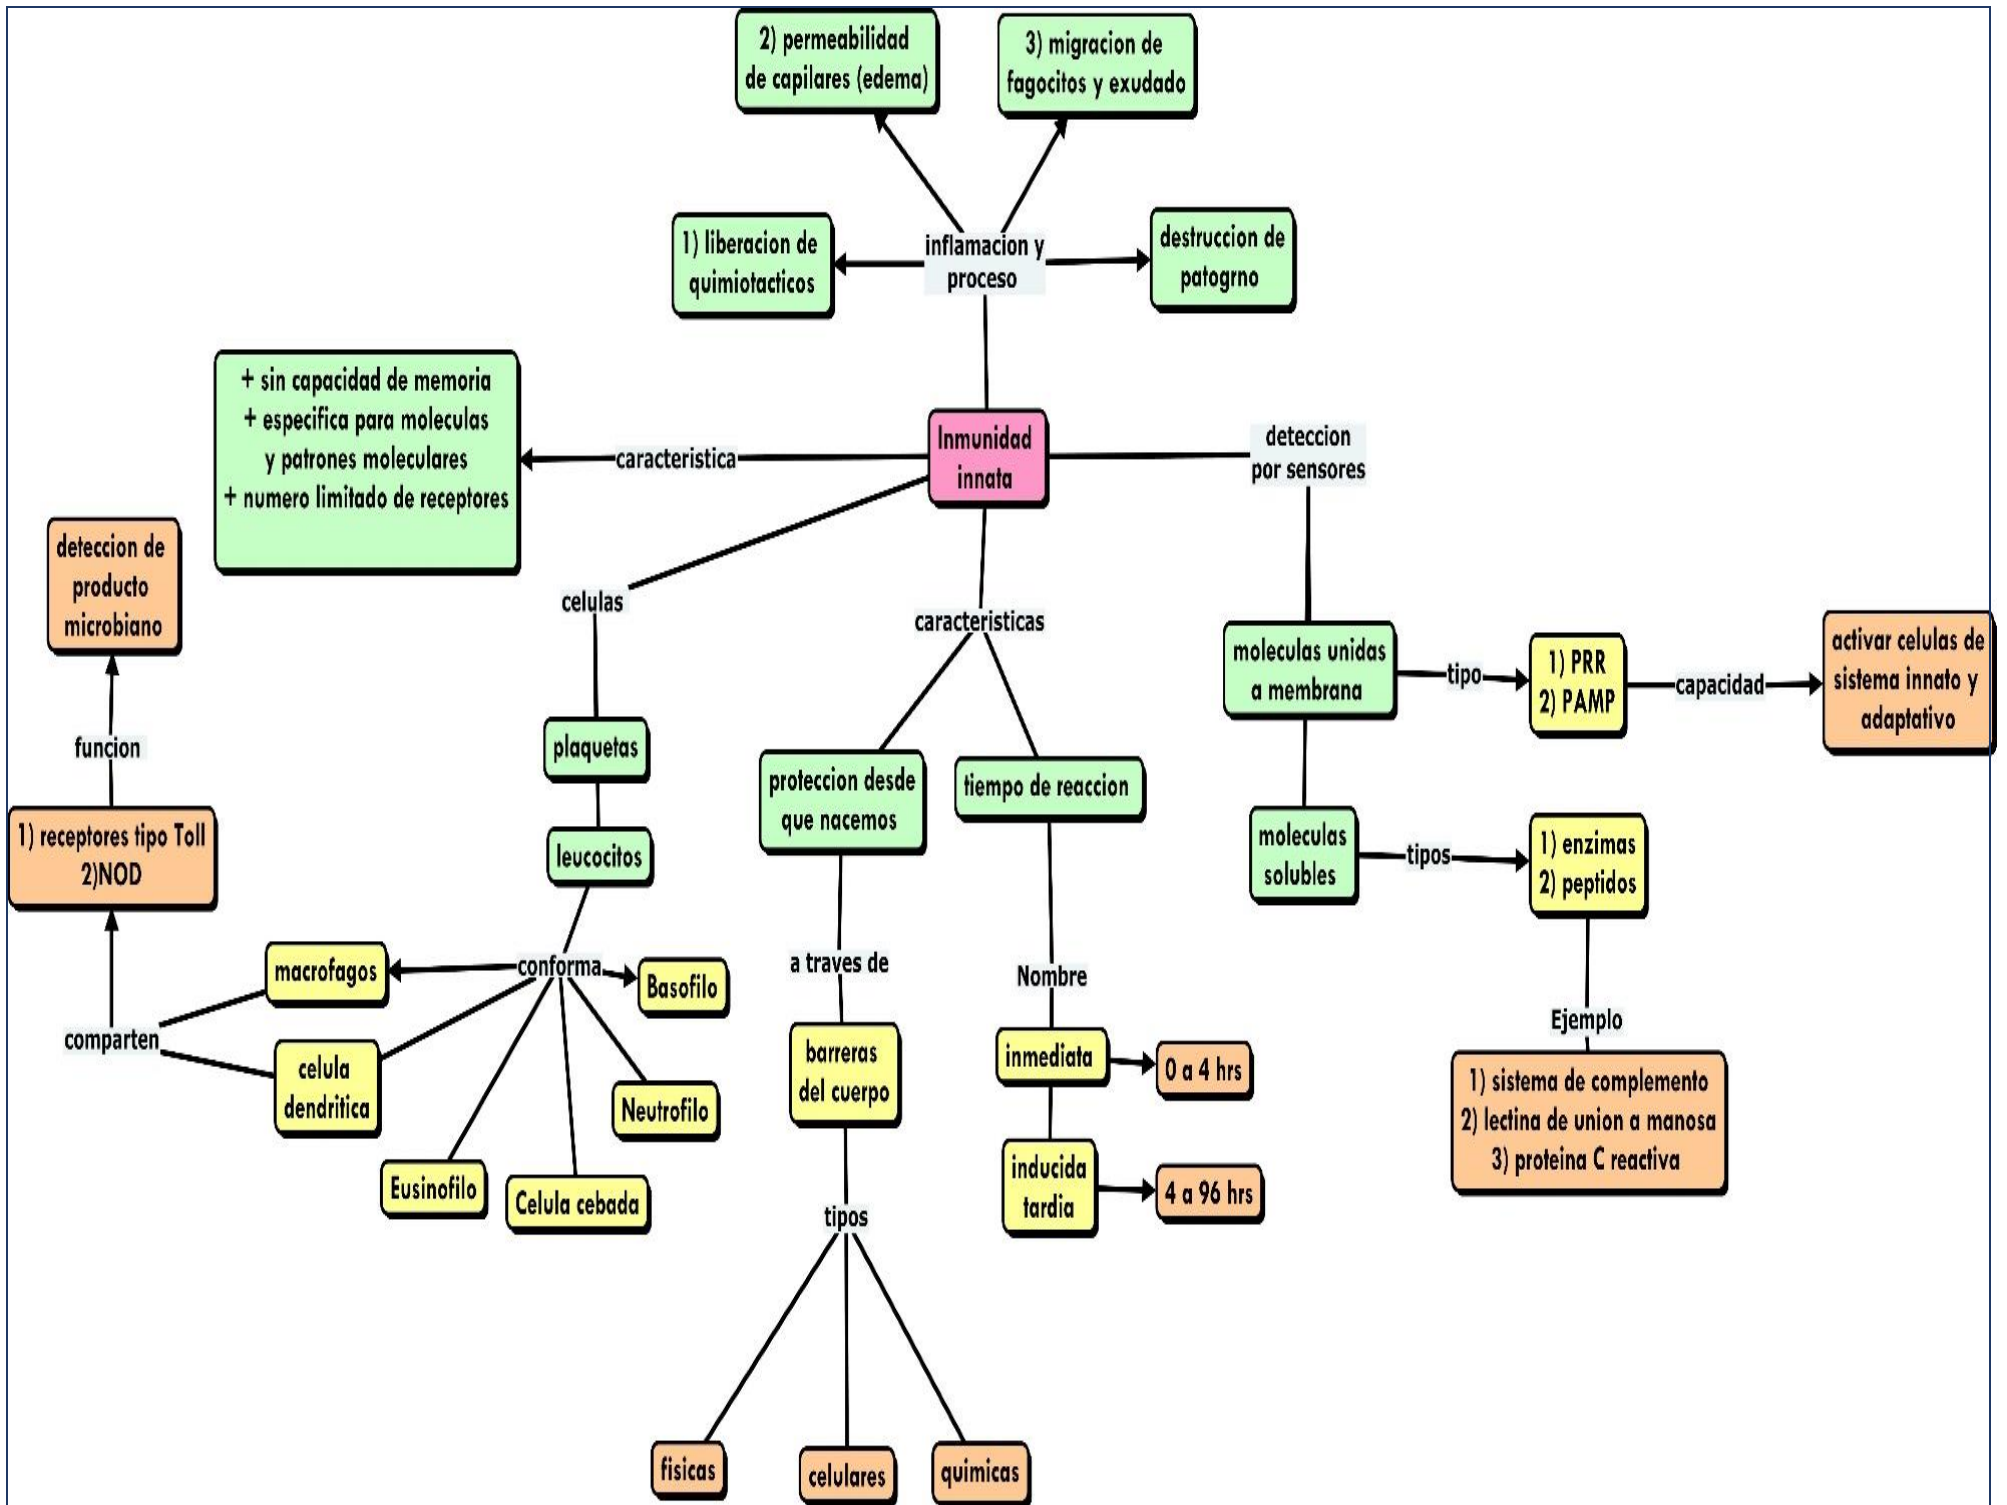 2) permeabilidad
de capilares (edema)
3) migracion de
fagocitos y exudado
1) liberacion de
quimiotacticos
inflamacion y
proceso
destruccion de
patogrno
+ sin capacidad de memoria
+ especifica para moleculas
y patrones moleculares
+ numero limitado de receptores
caracteristica
Inmunidad
innata
deteccion
por sensores
deteccion de
producto
microbiano
celulas
caracteristicas
moleculas unidas
a membrana
tipo
1) PRR
2) PAMP
capacidad
activar celulas de
sistema innato y
adaptativo
funcion
plaquetas
proteccion desde
que nacemos
tiempo de reaccion
1) receptores tipo Toll
2)NOD
leucocitos
moleculas
solubles
tipos
1) enzimas
2) peptidos
macrofagos
conforma
Basofilo
a traves de
Nombre
comparten
celula
dendritica
Neutrofilo
barreras
del cuerpo
inmediata
0 a 4 hrs
Ejemplo
1) sistema de complemento
2) lectina de union a manosa
3) proteina C reactiva
Eusinofilo
Celula cebada
inducida
tardia
4 a 96 hrs
tipos
fisicas
celulares
quimicas